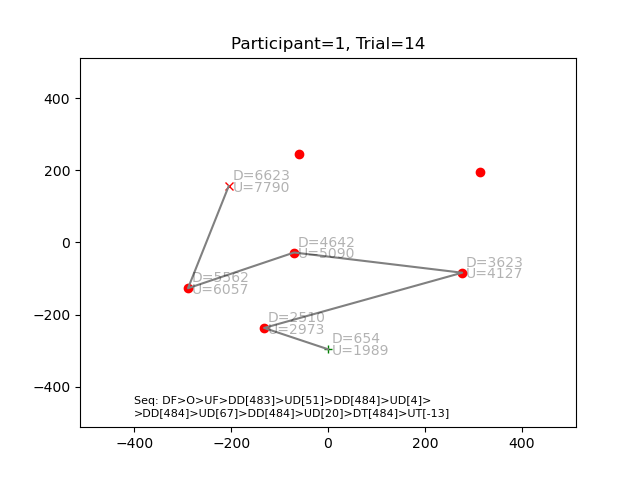 Participant=1, Trial=14
400
200
0
−200
−400
D=6623
U=7790
D=4642
U=5090
D=3623
U=4127
D=5562
U=6057
D=2510
U=2973
D=654
U=1989
Seq: DF>O>UF>DD[483]>UD[51]>DD[484]>UD[4]>
>DD[484]>UD[67]>DD[484]>UD[20]>DT[484]>UT[-13]
−400 −200 0 200 400